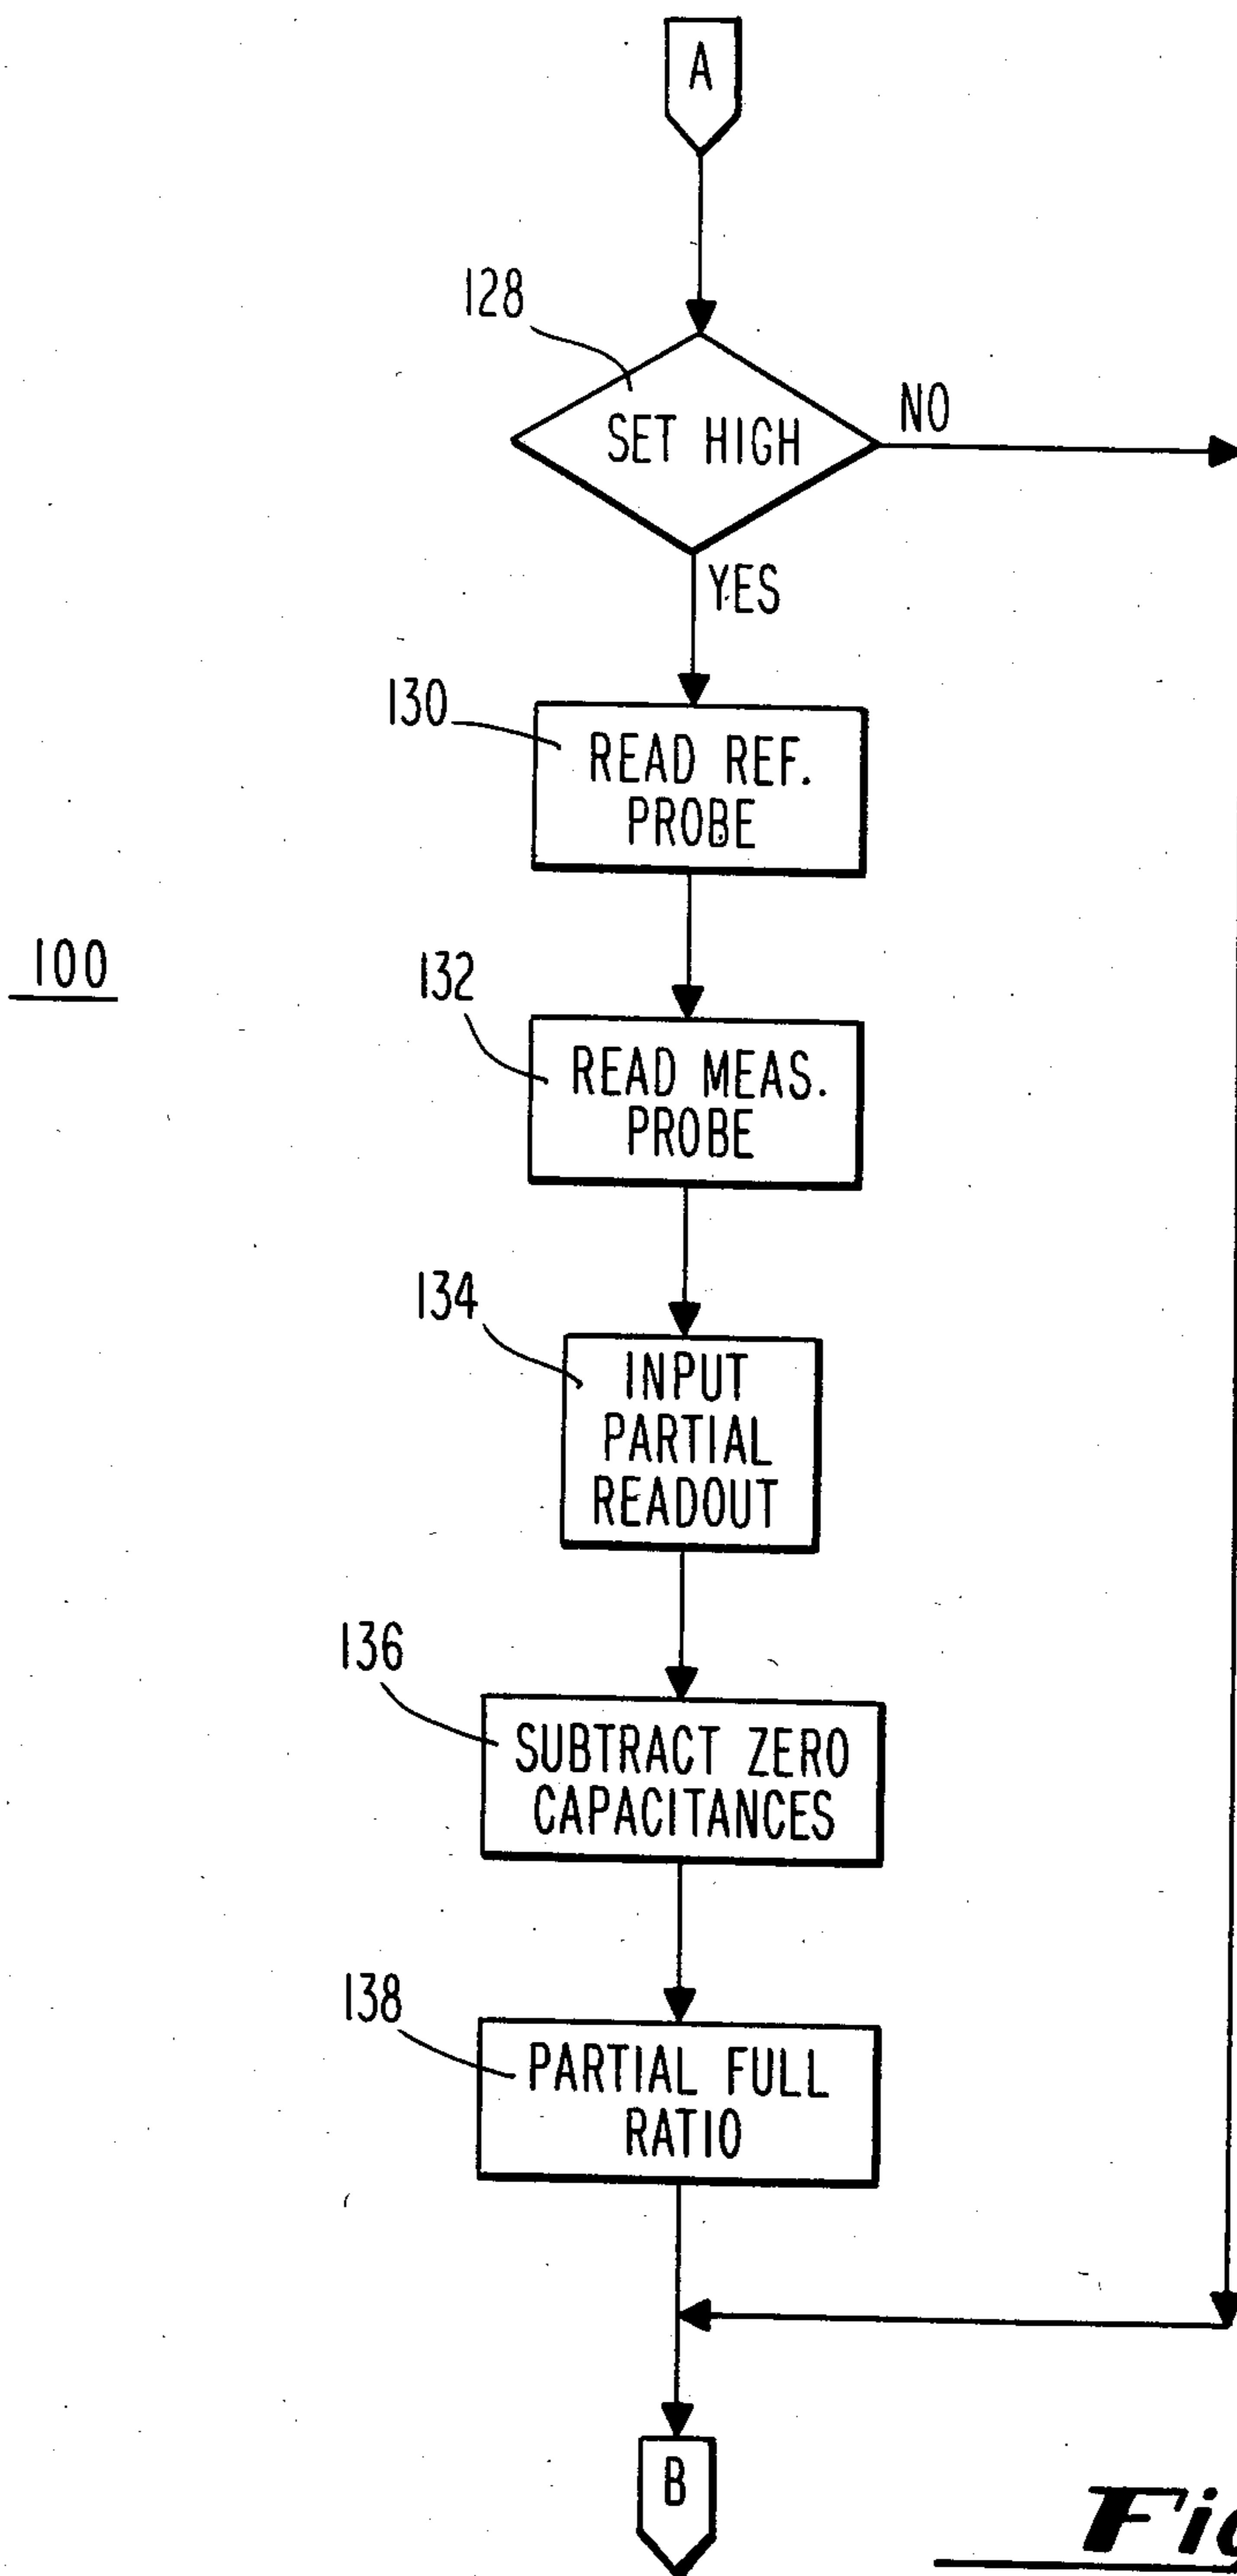 A
128
SET HIGH
NO
YES
130
READ REF.
PROBE
100
132
READ MEAS.
PROBE
134
INPUT
PARTIAL
READOUT
136
SUBTRACT ZERO
CAPACITANCES
138
PARTIAL FULL
RATIO
B